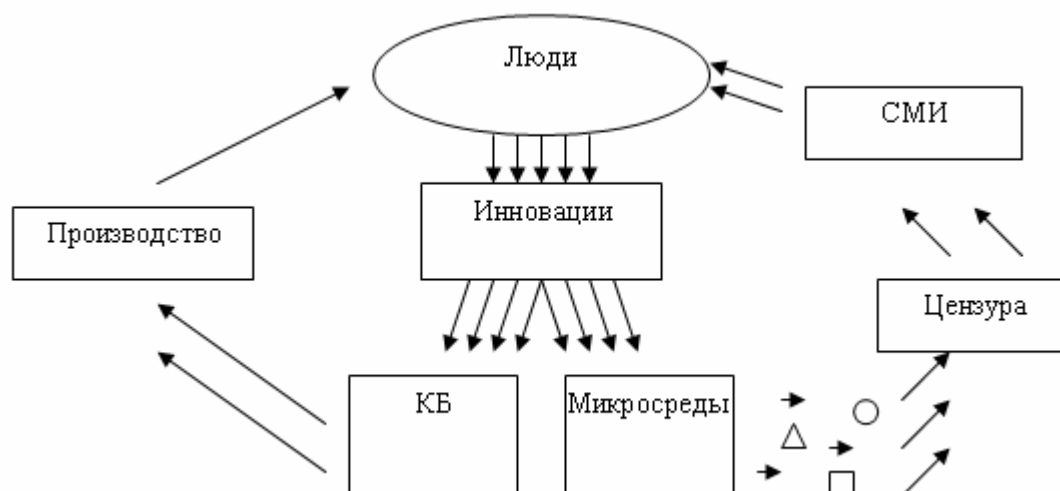 Люди
СМИ
Инновации
Производство
Цензура
КБ
Микросреды